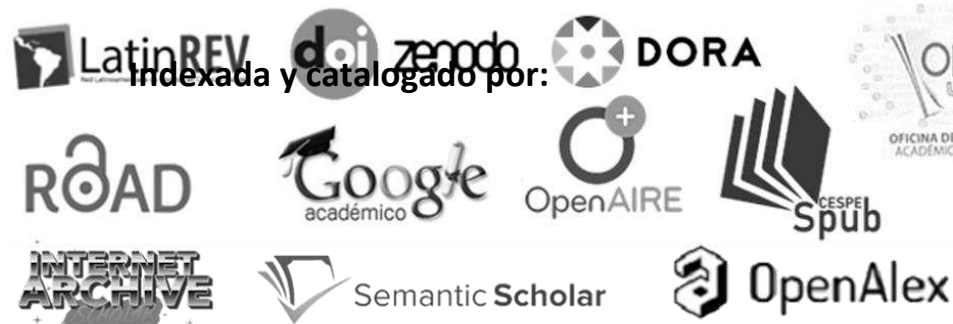 LatinREV
doi
zenodo
DORA
Indexada y catalogado por:
OFICINA DE
ACADÉMIC
ROAD
Google
académico
OpenAIRE
CESPE
Spub
INTERNET
ARCHIVE
Semantic Scholar
OpenAlex